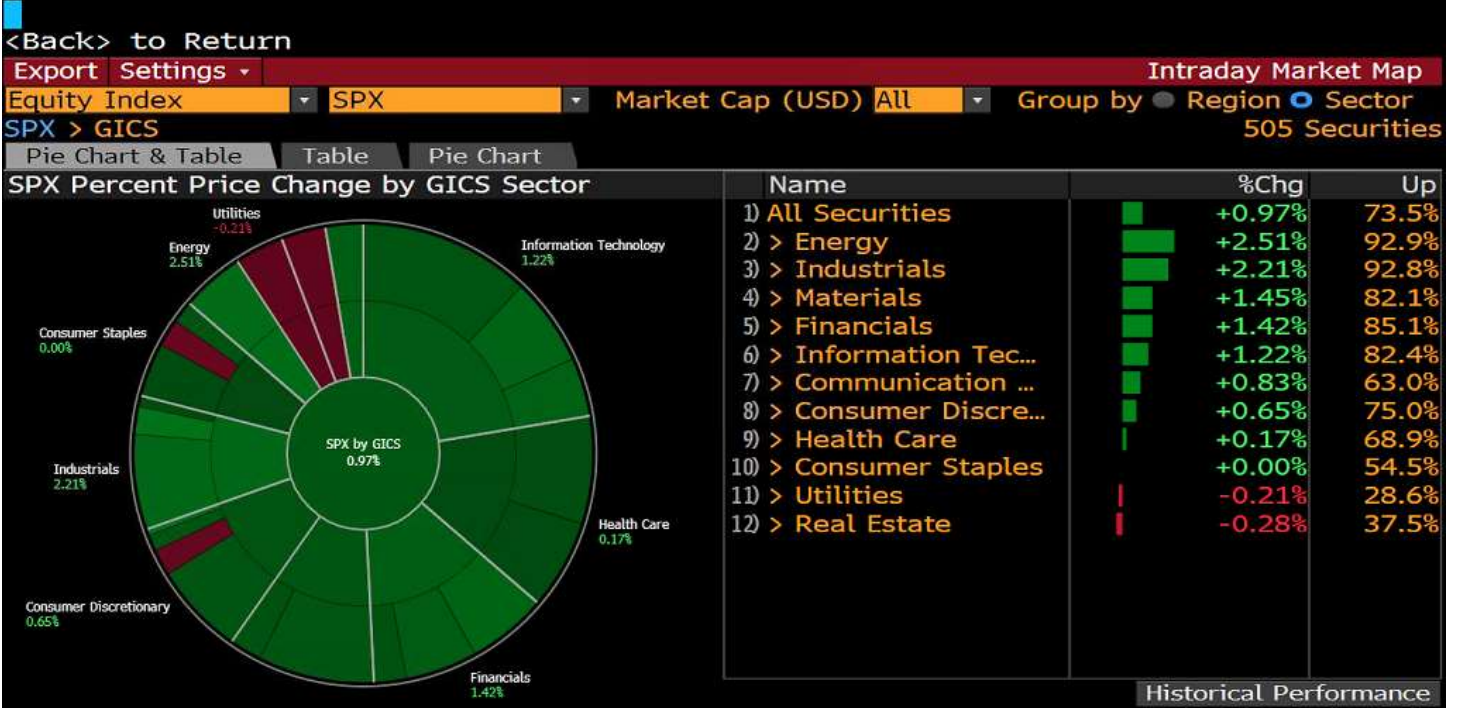 <Back> to Return
Export Settings Intraday Market Map
Equity Index SPX Market Cap (USD) All Group by Region Sector
SPX > GICS 505 Securities
Pie Chart & Table Table Pie Chart
SPX Percent Price Change by GICS Sector
Utilities
-0.21%
Energy
2.51%
Information Technology
1.22%
Consumer Staples
0.00%
SPX by GICS
0.97%
Industrials
2.21%
Health Care
0.17%
Consumer Discretionary
0.65%
Financials
1.42%
Name %Chg Up
1) All Securities +0.97% 73.5%
2) > Energy +2.51% 92.9%
3) > Industrials +2.21% 92.8%
4) > Materials +1.45% 82.1%
5) > Financials +1.42% 85.1%
6) > Information Tec... +1.22% 82.4%
7) > Communication ... +0.83% 63.0%
8) > Consumer Discre... +0.65% 75.0%
9) > Health Care +0.17% 68.9%
10) > Consumer Staples +0.00% 54.5%
11) > Utilities -0.21% 28.6%
12) > Real Estate -0.28% 37.5%
Historical Performance